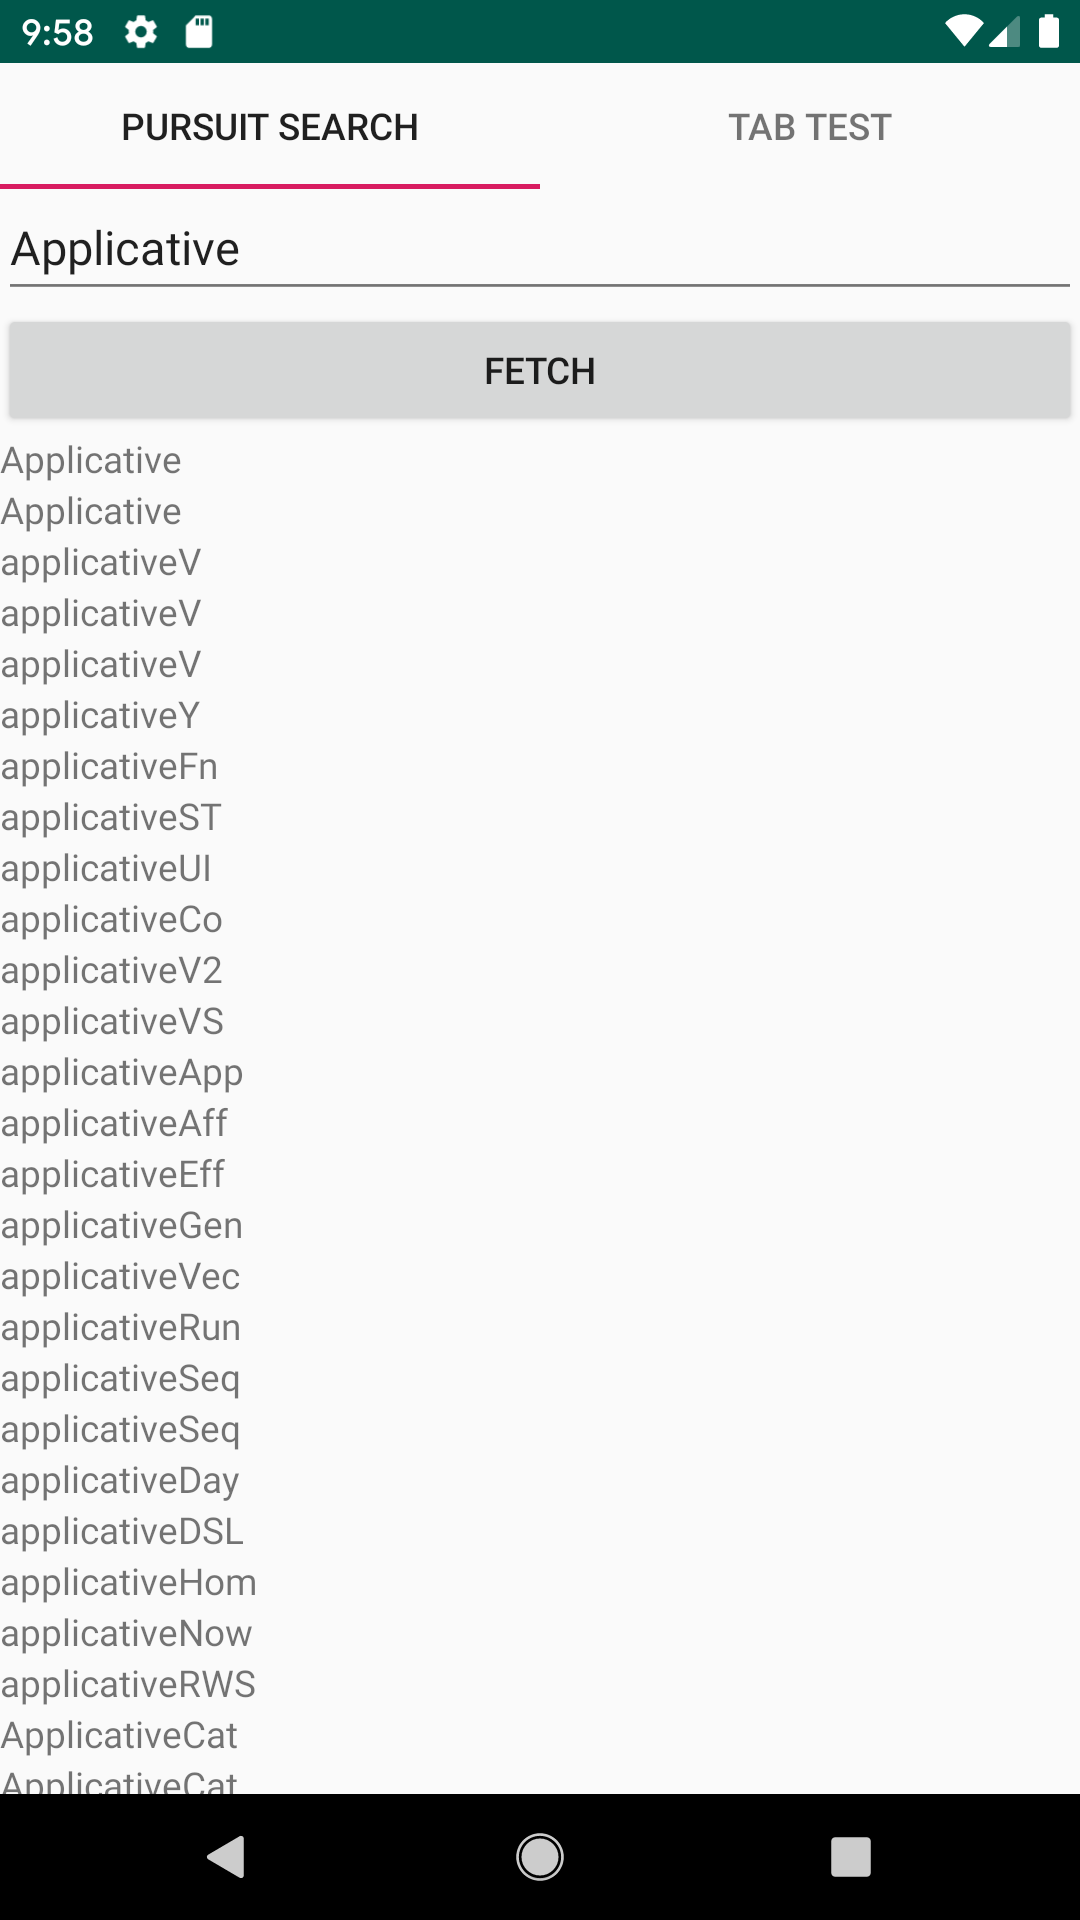 9:58
PURSUIT SEARCH TAB TEST
Applicative
FETCH
Applicative
Applicative
applicativeV
applicativeV
applicativeV
applicativeY
applicativeFn
applicativeST
applicativeUI
applicativeCo
applicativeV2
applicativeVS
applicativeApp
applicativeAff
applicativeEff
applicativeGen
applicativeVec
applicativeRun
applicativeSeq
applicativeSeq
applicativeDay
applicativeDSL
applicativeHom
applicativeNow
applicativeRWS
ApplicativeCat
ApplicativeCat